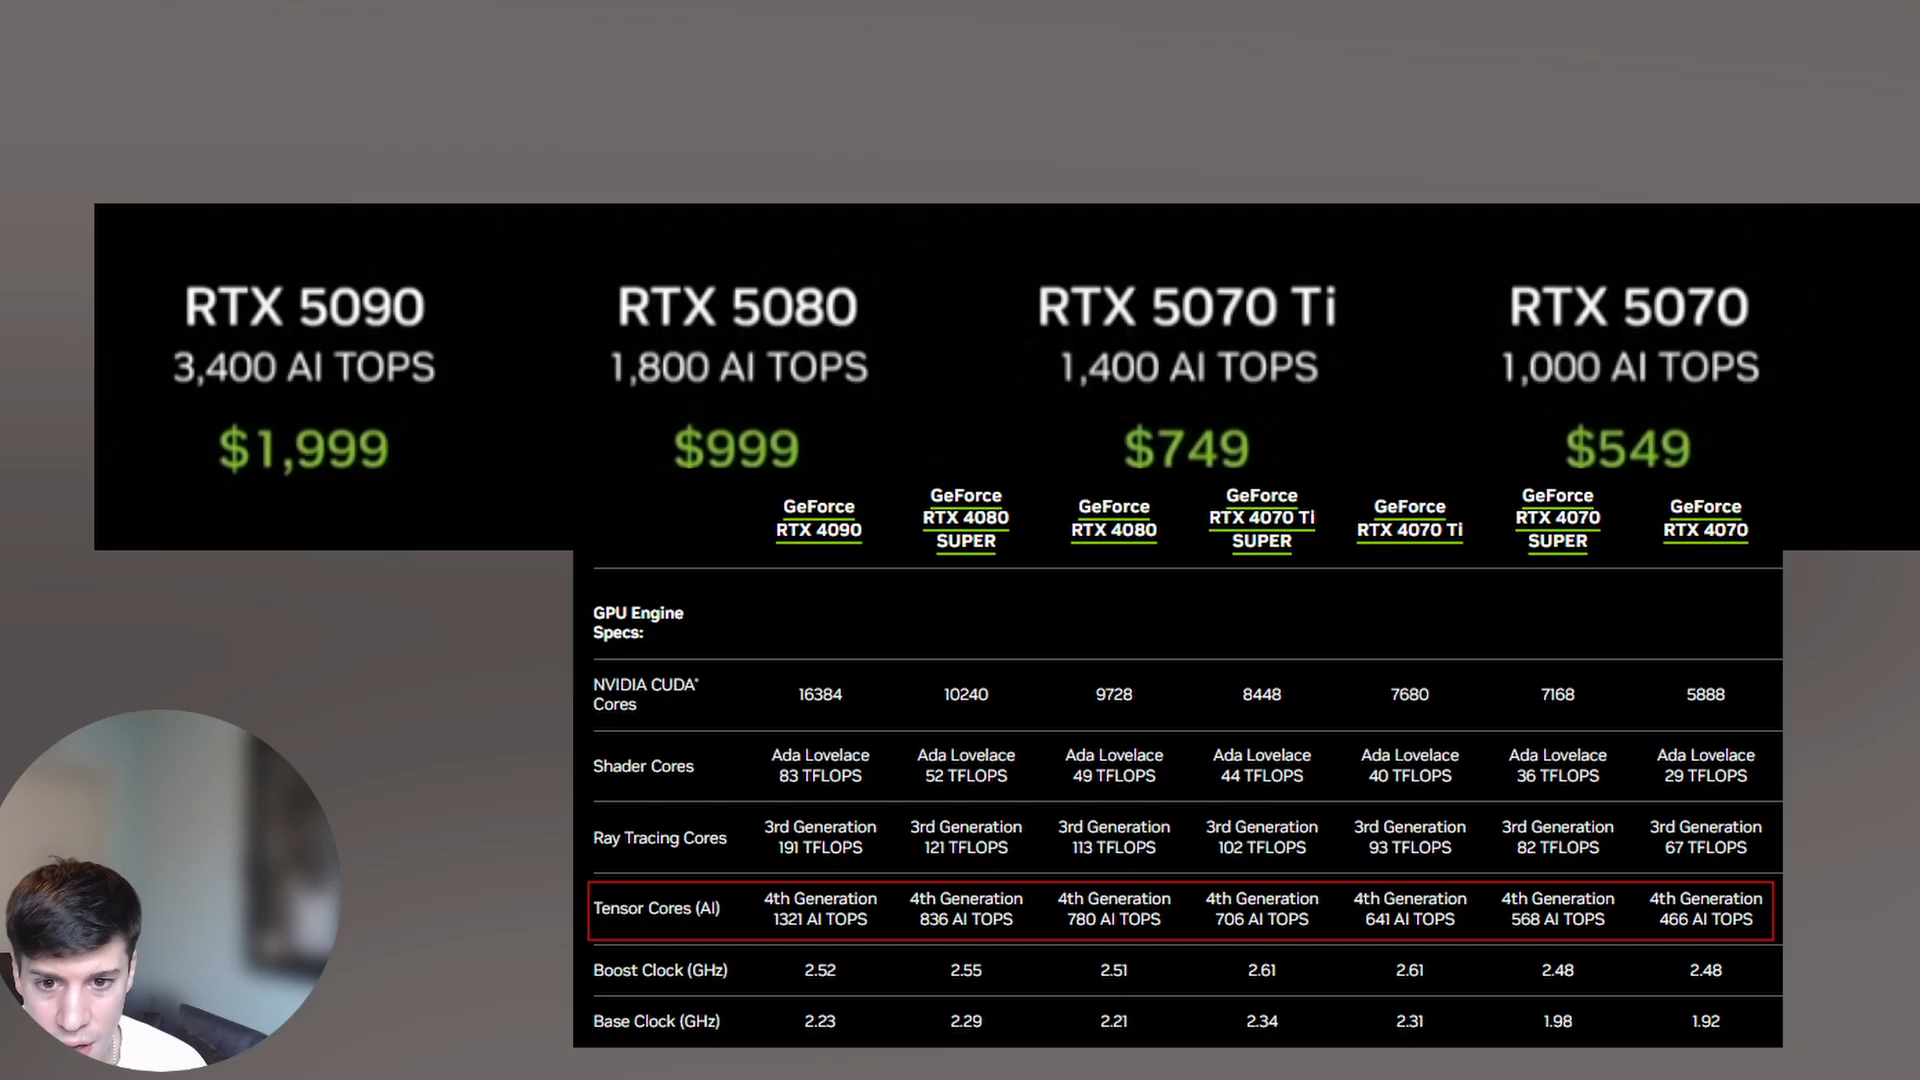 RTX 5090 RTX 5080 RTX 5070 Ti RTX 5070
3,400 AI TOPS 1,800 AI TOPS 1,400 AI TOPS 1,000 AI TOPS
$1,999 $999 $749 $549
GeForce RTX 4090 GeForce RTX 4080 SUPER GeForce RTX 4080 GeForce RTX 4070 Ti SUPER GeForce RTX 4070 Ti GeForce RTX 4070 SUPER GeForce RTX 4070
GPU Engine
Specs:
NVIDIA CUDA®
Cores 16384 10240 9728 8448 7680 7168 5888
Shader Cores
Ada Lovelace Ada Lovelace Ada Lovelace Ada Lovelace Ada Lovelace Ada Lovelace Ada Lovelace
83 TFLOPS 52 TFLOPS 49 TFLOPS 44 TFLOPS 40 TFLOPS 36 TFLOPS 29 TFLOPS
Ray Tracing Cores
3rd Generation 3rd Generation 3rd Generation 3rd Generation 3rd Generation 3rd Generation 3rd Generation
191 TFLOPS 121 TFLOPS 113 TFLOPS 102 TFLOPS 93 TFLOPS 82 TFLOPS 67 TFLOPS
Tensor Cores (AI)
4th Generation 4th Generation 4th Generation 4th Generation 4th Generation 4th Generation 4th Generation
1321 AI TOPS 836 AI TOPS 780 AI TOPS 706 AI TOPS 641 AI TOPS 568 AI TOPS 466 AI TOPS
Boost Clock (GHz) 2.52 2.55 2.51 2.61 2.61 2.48 2.48
Base Clock (GHz) 2.23 2.29 2.21 2.34 2.31 1.98 1.92